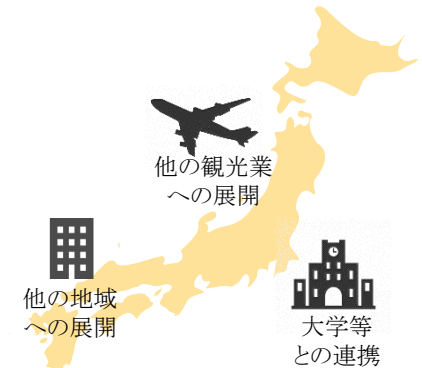 他の観光業
への展開
他の地域
への展開
大学等
との連携